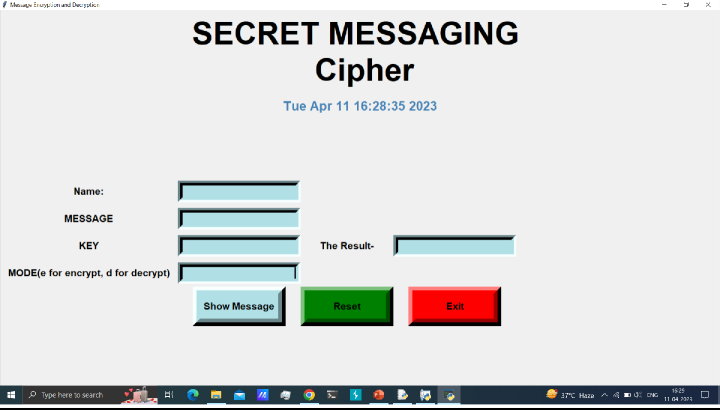 Message Encryption and Decryption
SECRET MESSAGING
Cipher
Tue Apr 11 16:28:35 2023
Name:
MESSAGE
KEY
The Result-
MODE(e for encrypt, d for decrypt)
Show Message
Reset
Exit
Type here to search
37°C Haze
ENG
16:29
11-04-2023